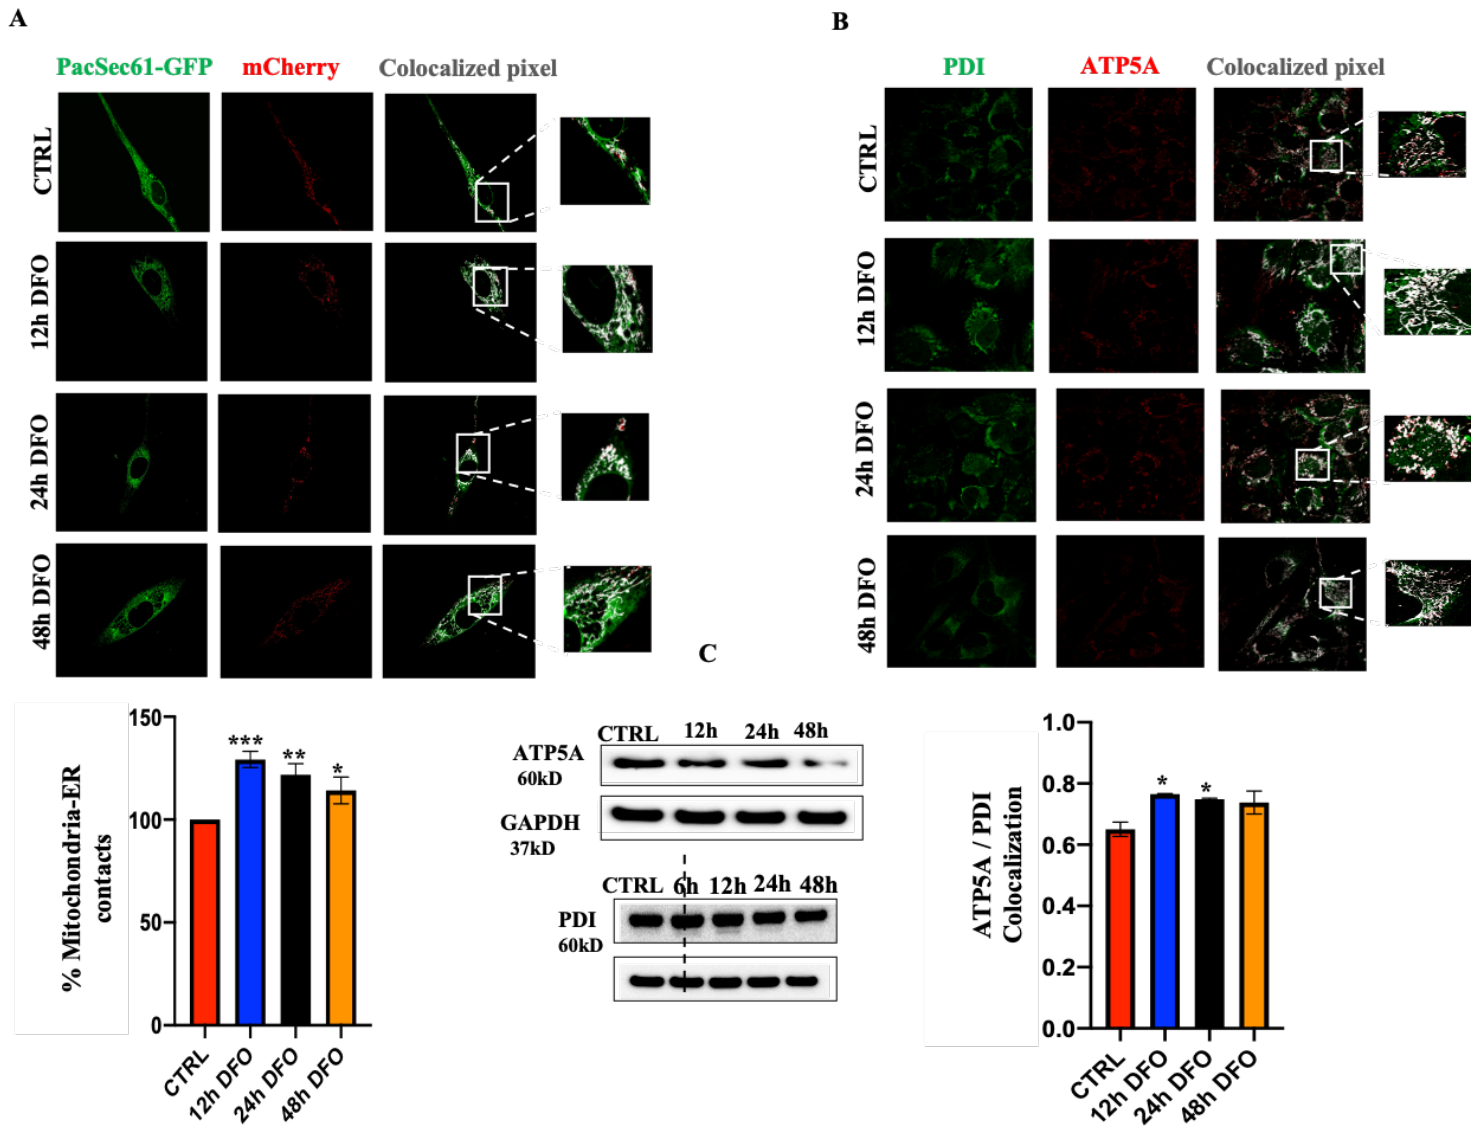 A
B
PacSec61-GFP mCherry Colocalized pixel
PDI ATP5A Colocalized pixel
CTRL
12h DFO
24h DFO
48h DFO
CTRL
12h DFO
24h DFO
48h DFO
% Mitochondria-ER
contacts
150
100
50
0
*** ** *
CTRL
12h DFO
24h DFO
48h DFO
C
CTRL 12h 24h 48h
ATP5A
60kD
GAPDH
37kD
CTRL 6h 12h 24h 48h
PDI
60kD
ATP5A / PDI
Colocalization
1.0
0.8
0.6
0.4
0.2
0.0
* *
CTRL
12h DFO
24h DFO
48h DFO